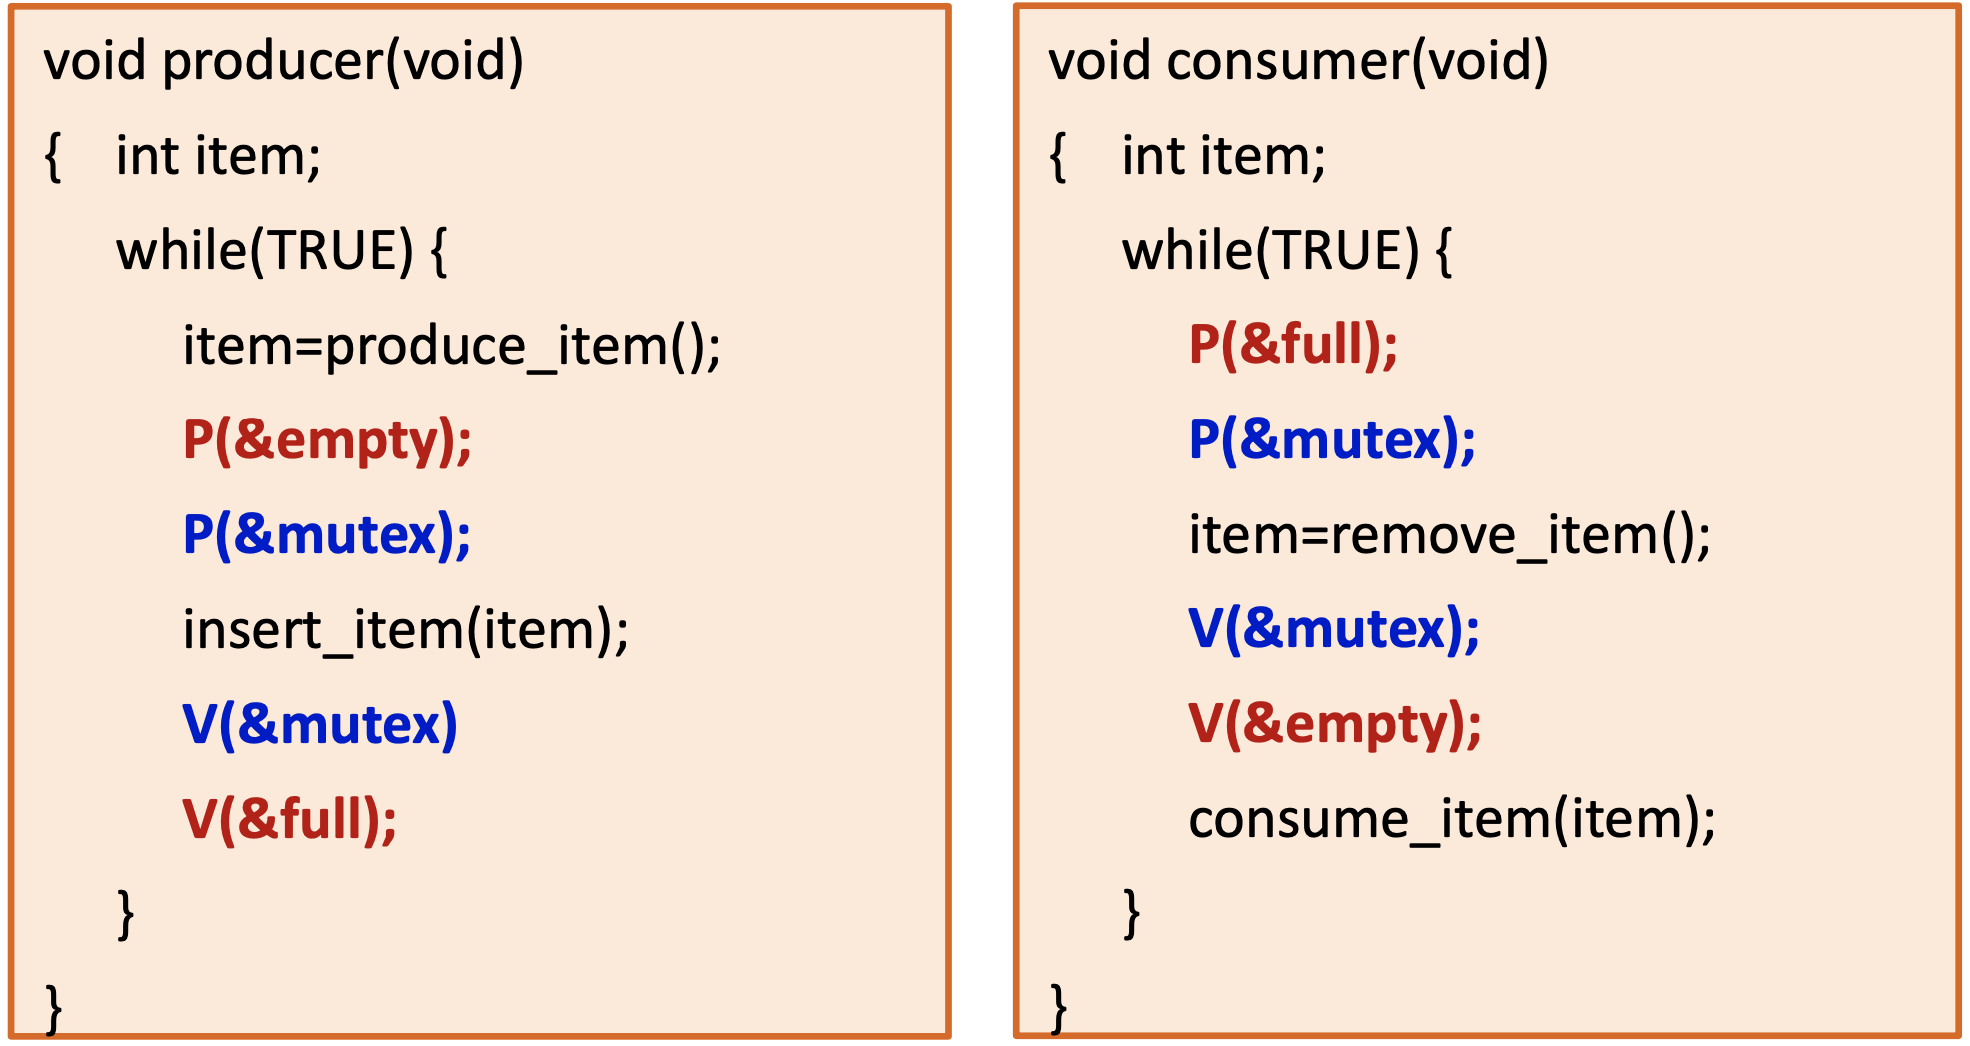 void producer(void)
{ int item;
while(TRUE) {
item=produce_item();
P(&empty);
P(&mutex);
insert_item(item);
V(&mutex)
V(&full);
}
}
void consumer(void)
{ int item;
while(TRUE) {
P(&full);
P(&mutex);
item=remove_item();
V(&mutex);
V(&empty);
consume_item(item);
}
}